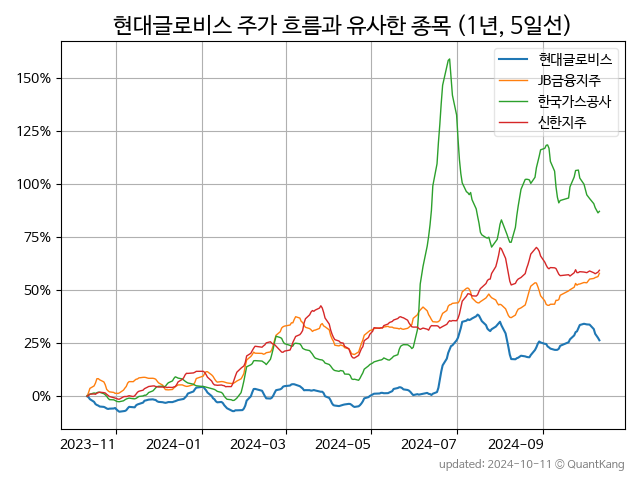 현대글로비스 주가 흐름과 유사한 종목 (1년, 5일선)
현대글로비스
JB금융지주
한국가스공사
신한지주
150%
125%
100%
75%
50%
25%
0%
2023-11 2024-01 2024-03 2024-05 2024-07 2024-09
updated: 2024-10-11 © QuantKang